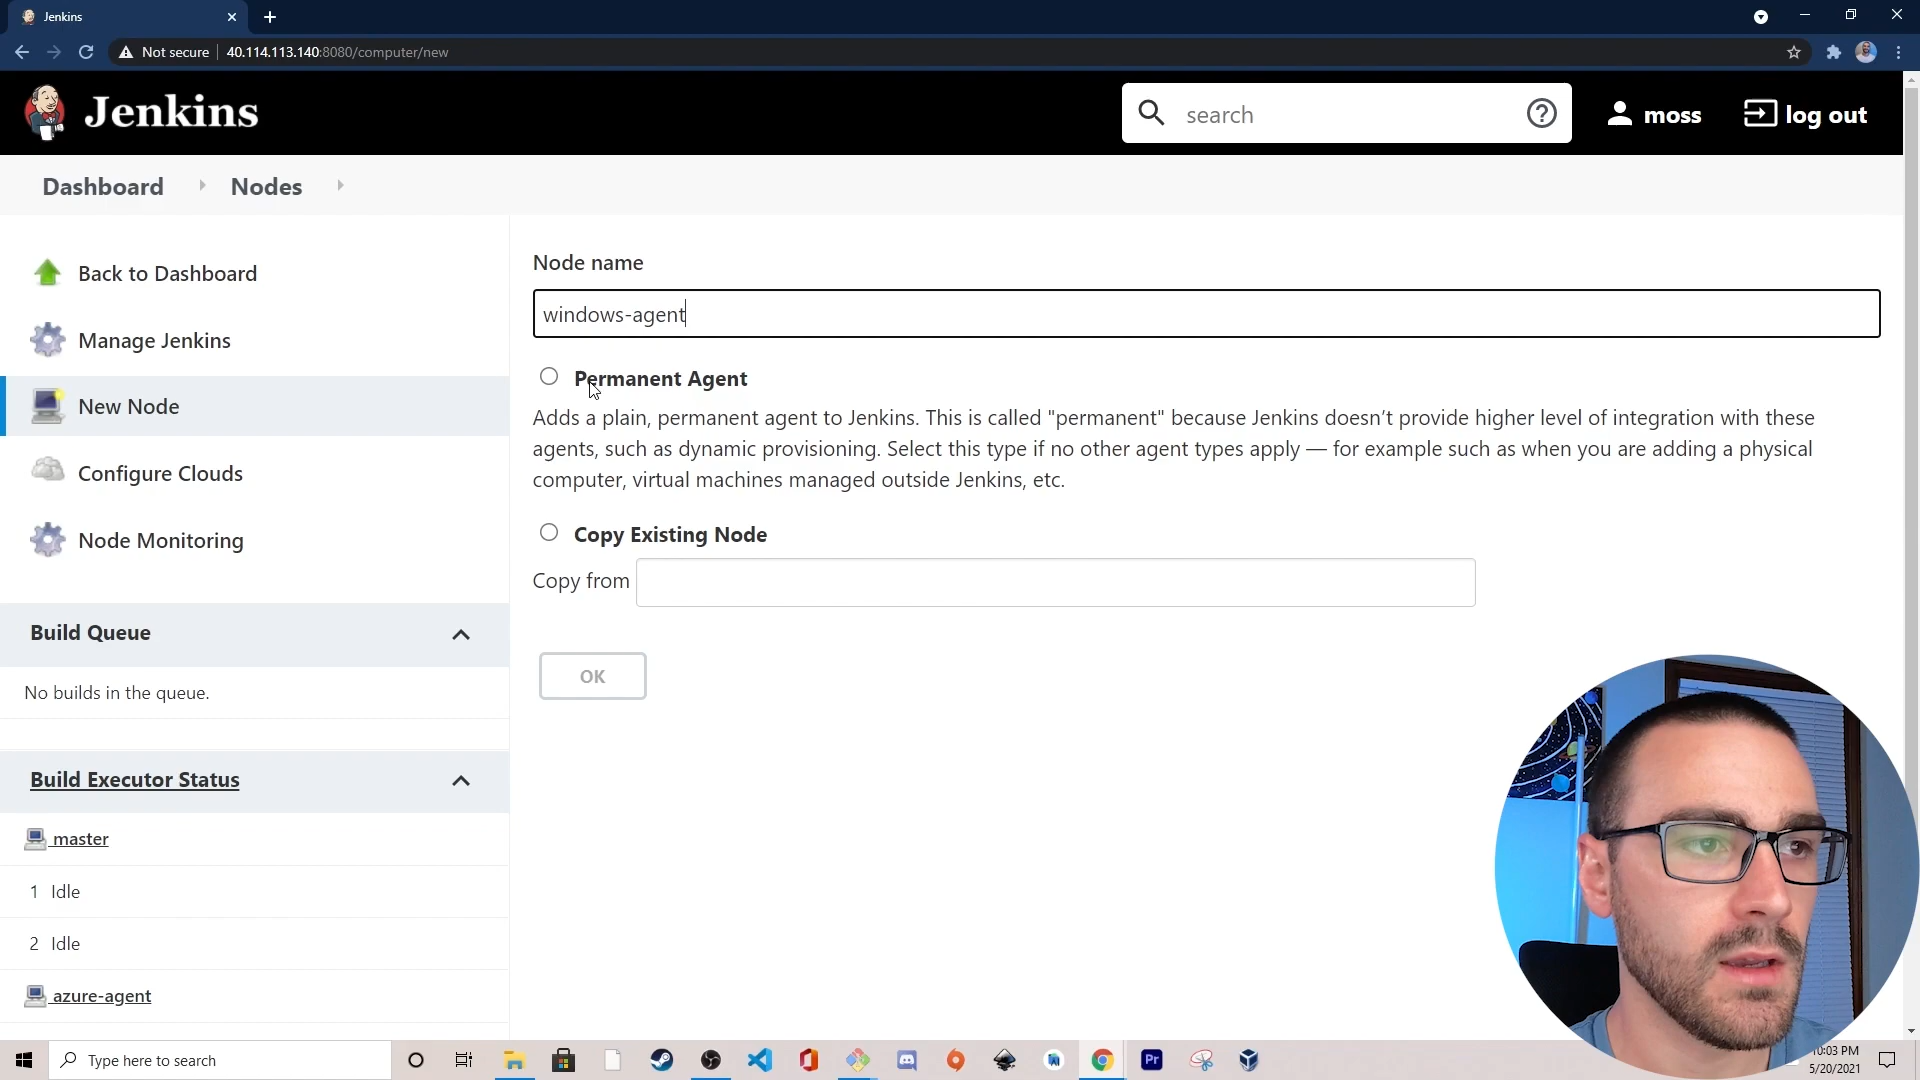 Jenkins
Not secure
40.114.113.140:8080/computer/new
Jenkins
search
moss
log out
Dashboard
Nodes
Back to Dashboard
Manage Jenkins
New Node
Configure Clouds
Node Monitoring
Build Queue
No builds in the queue.
Build Executor Status
master
1 Idle
2 Idle
azure-agent
Node name
windows-agent
Permanent Agent
Adds a plain, permanent agent to Jenkins. This is called "permanent" because Jenkins doesn’t provide higher level of integration with these
agents, such as dynamic provisioning. Select this type if no other agent types apply — for example such as when you are adding a physical
computer, virtual machines managed outside Jenkins, etc.
Copy Existing Node
Copy from
OK
Type here to search
Pr
10:03 PM
5/20/2021